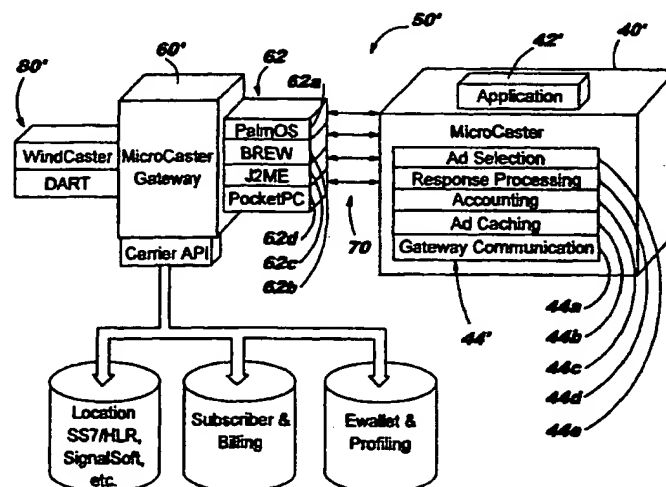 50'
40'
60'
62
42'
80'
62a
Application
PalmOS
MicroCaster
WindCaster
MicroCaster
Gateway
BREW
Ad Selection
DART
J2ME
Response Processing
PocketPC
Accounting
Ad Caching
Carrier API
62d
70
Gateway Communication
62c
62b
44'
44a
44b
44c
44d
44e
Location
SS7/HLR,
SignalSoft,
etc.
Subscriber &
Billing
Ewallet &
Profiling